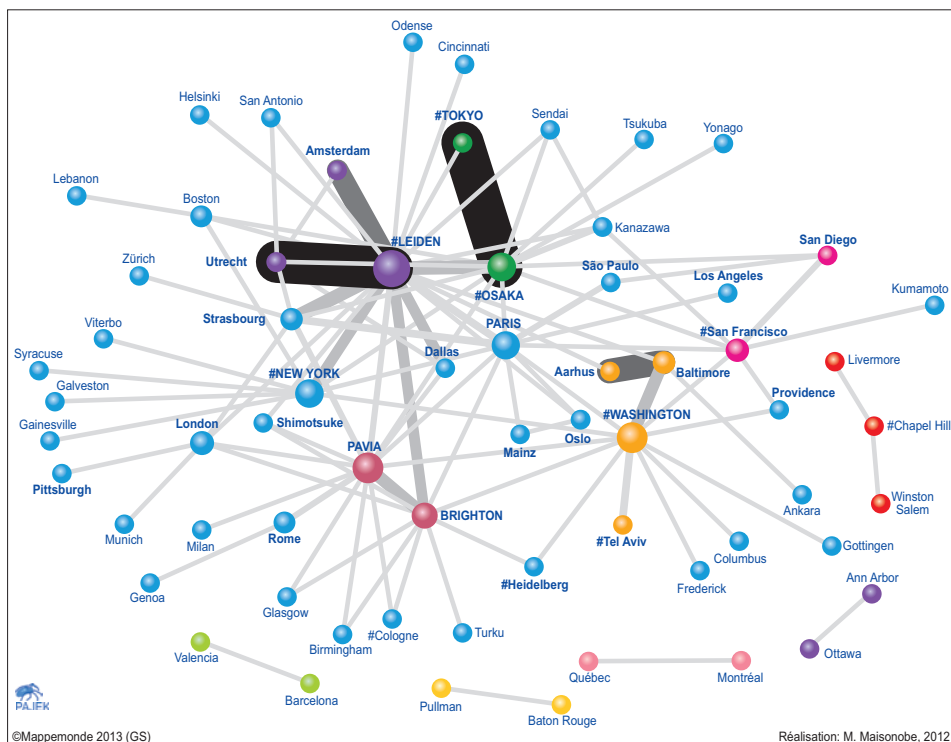 Odense
Cincinnati
Helsinki
San Antonio
#TOKYO
Sendai
Tsukuba
Yonago
Amsterdam
Lebanon
Boston
#LEIDEN
Kanazawa
San Diego
Zürich
Utrecht
São Paulo
Los Angeles
#OSAKA
Kumamoto
Strasbourg
PARIS
#San Francisco
Viterbo
Syracuse
Dallas
Aarhus
Baltimore
Livermore
#NEW YORK
Galveston
Providence
Gainesville
London
Shimotsuke
#WASHINGTON
#Chapel Hill
Oslo
Mainz
PAVIA
Pittsburgh
Winston
Salem
Ankara
BRIGHTON
Munich
Milan
Rome
#Tel Aviv
Columbus
Gottingen
#Heidelberg
Frederick
Ann Arbor
Genoa
Glasgow
#Cologne
Turku
Birmingham
Valencia
Ottawa
Québec
Montréal
Barcelona
Pullman
Baton Rouge
PAJEK
©Mappemonde 2013 (GS)
Réalisation: M. Maisonobe, 2012